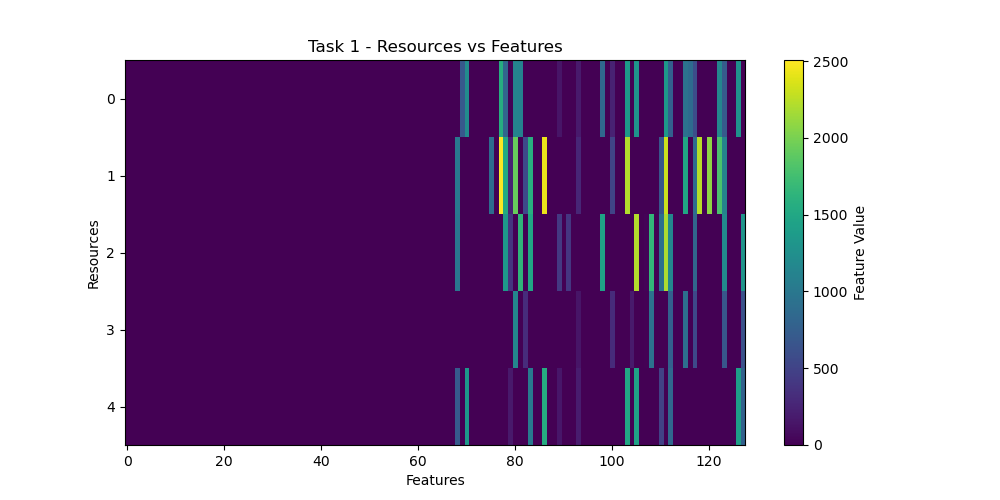 Task 1 - Resources vs Features
Resources
0
1
2
3
4
0 20 40 60 80 100 120
Features
2500
2000
1500
1000
500
0
Feature Value